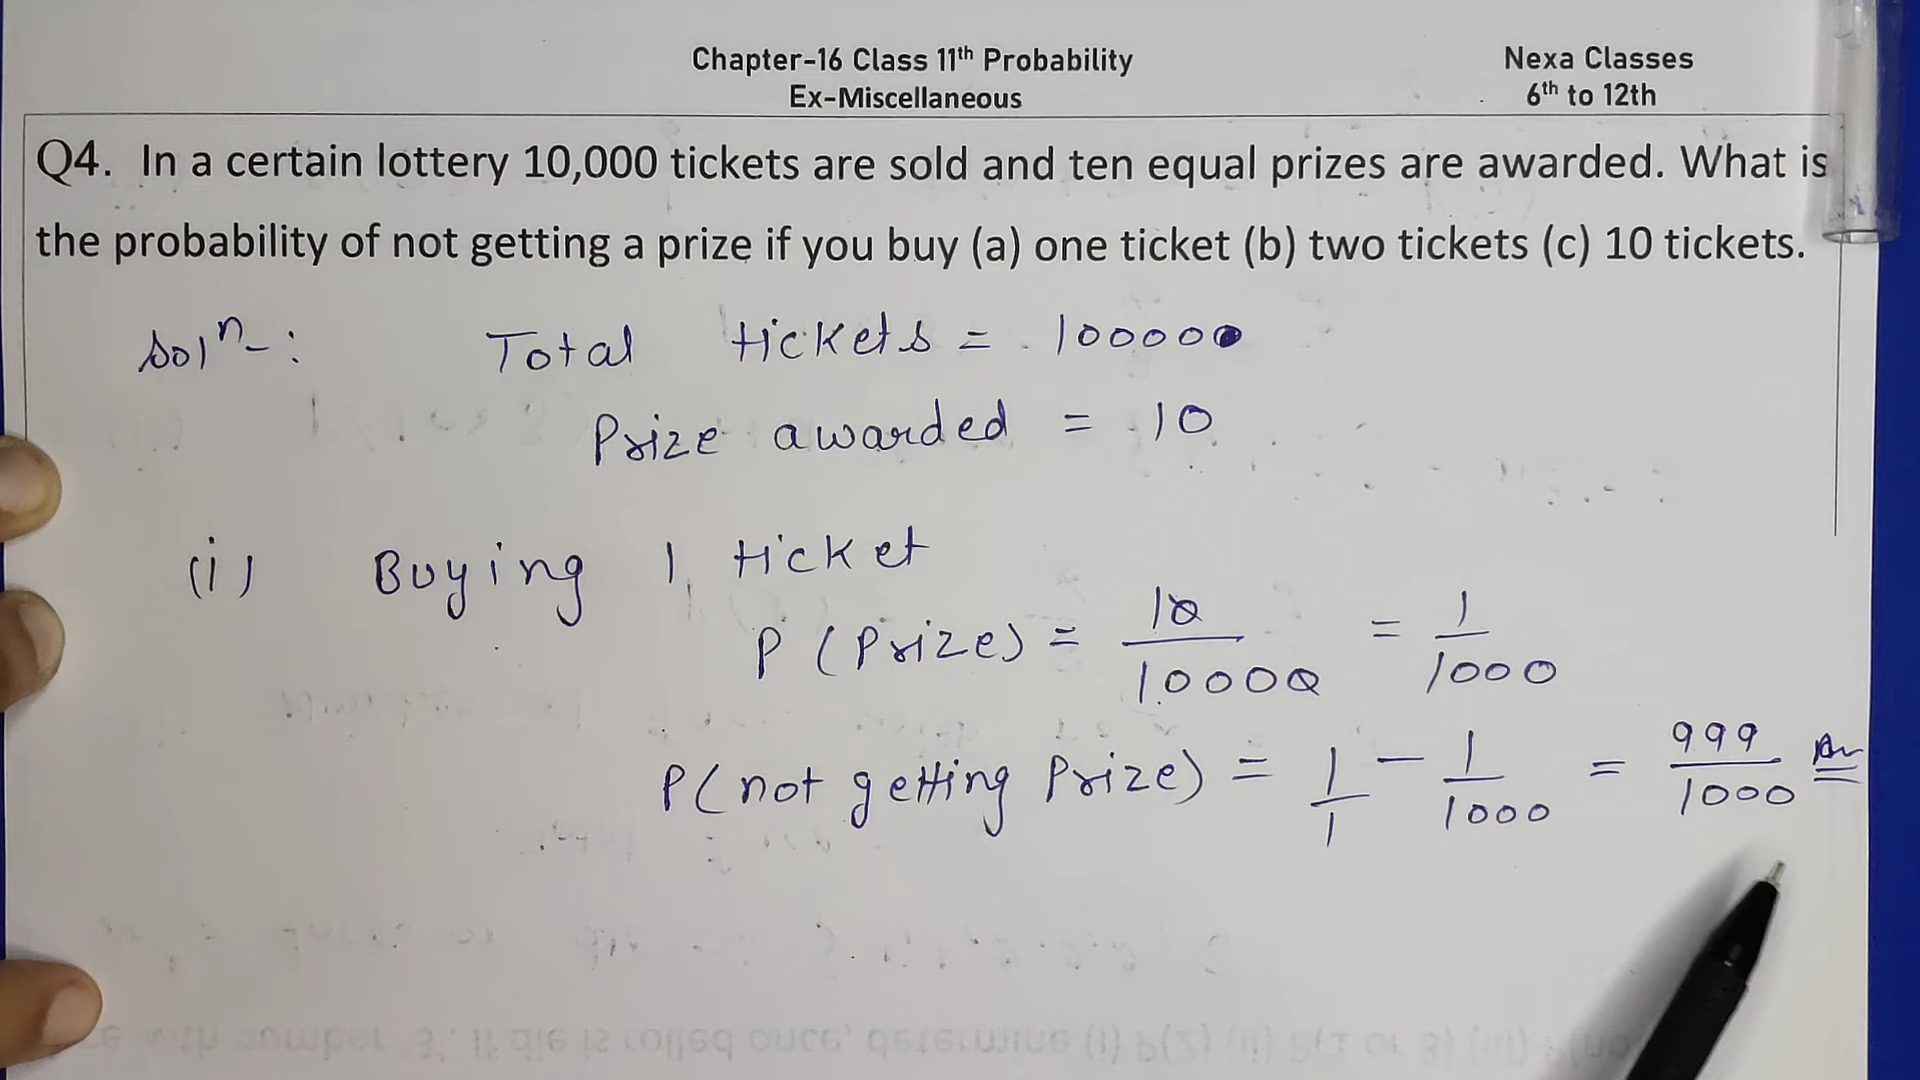 Chapter-16 Class 11th Probability
Ex-Miscellaneous
Nexa Classes
6th to 12th
Q4. In a certain lottery 10,000 tickets are sold and ten equal prizes are awarded. What is
the probability of not getting a prize if you buy (a) one ticket (b) two tickets (c) 10 tickets.
Soln-: Total tickets = 10000
Prize awarded = 10
(i) Buying 1 ticket
P (Prize) = 10/10000 = 1/1000
P(not getting Prize) = 1/1 - 1/1000 = 999/1000 Ans